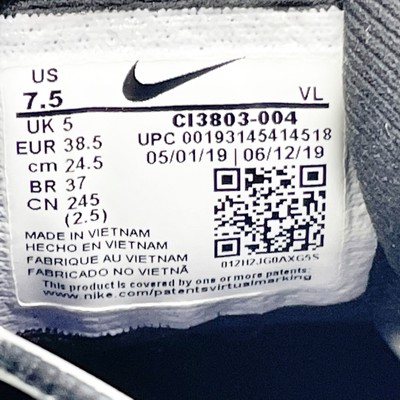 US
7.5
VL
UK 5
EUR 38.5
cm 24.5
BR 37
CN 245
(2.5)
CI3803-004
UPC 00193145414518
05/01/19 | 06/12/19
MADE IN VIETNAM
HECHO EN VIETNAM
FABRIQUE AU VIETNAM
FABRICADO NO VIETNÃ
012H2JG0AXG5S
This product is covered by one or more patents:
www.nike.com/patentsvirtualmarking